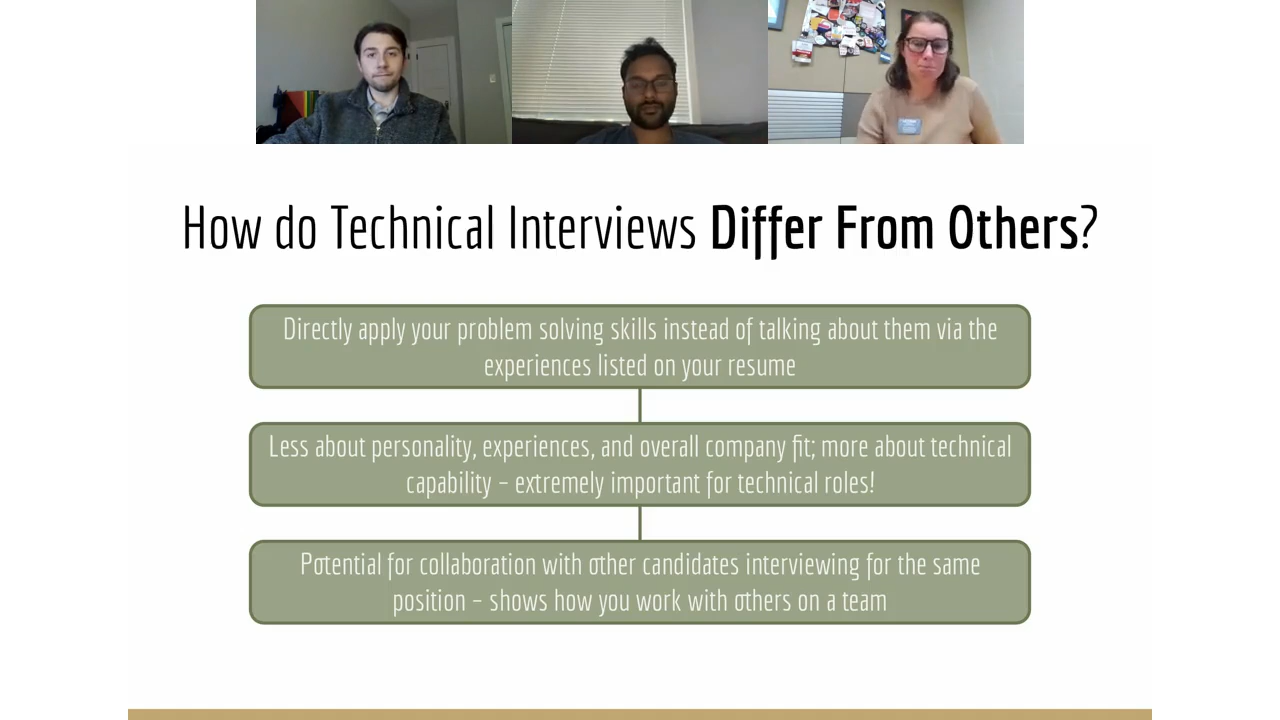 How do Technical Interviews Differ From Others?
Directly apply your problem solving skills instead of talking about them via the
experiences listed on your resume
Less about personality, experiences, and overall company fit; more about technical
capability – extremely important for technical roles!
Potential for collaboration with other candidates interviewing for the same
position – shows how you work with others on a team